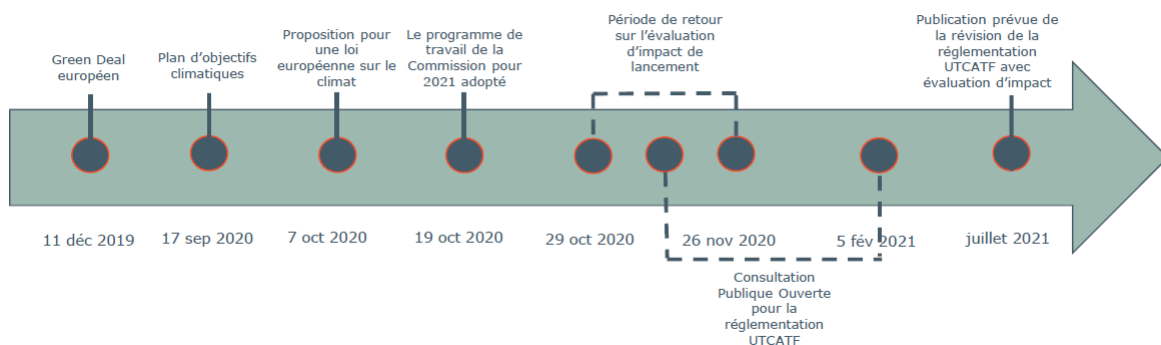 Green Deal
européen
Plan d'objectifs
climatiques
Proposition pour
une loi
européenne sur le
climat
Le programme de
travail de la
Commission pour
2021 adopté
Période de retour
sur l'évaluation
d'impact de
lancement
Publication prévue de
la révision de la
réglementation
UTCATF avec
évaluation d'impact
11 déc 2019
17 sep 2020
7 oct 2020
19 oct 2020
29 oct 2020
26 nov 2020
5 fév 2021
juillet 2021
Consultation
Publique Ouverte
pour la
réglementation
UTCATF